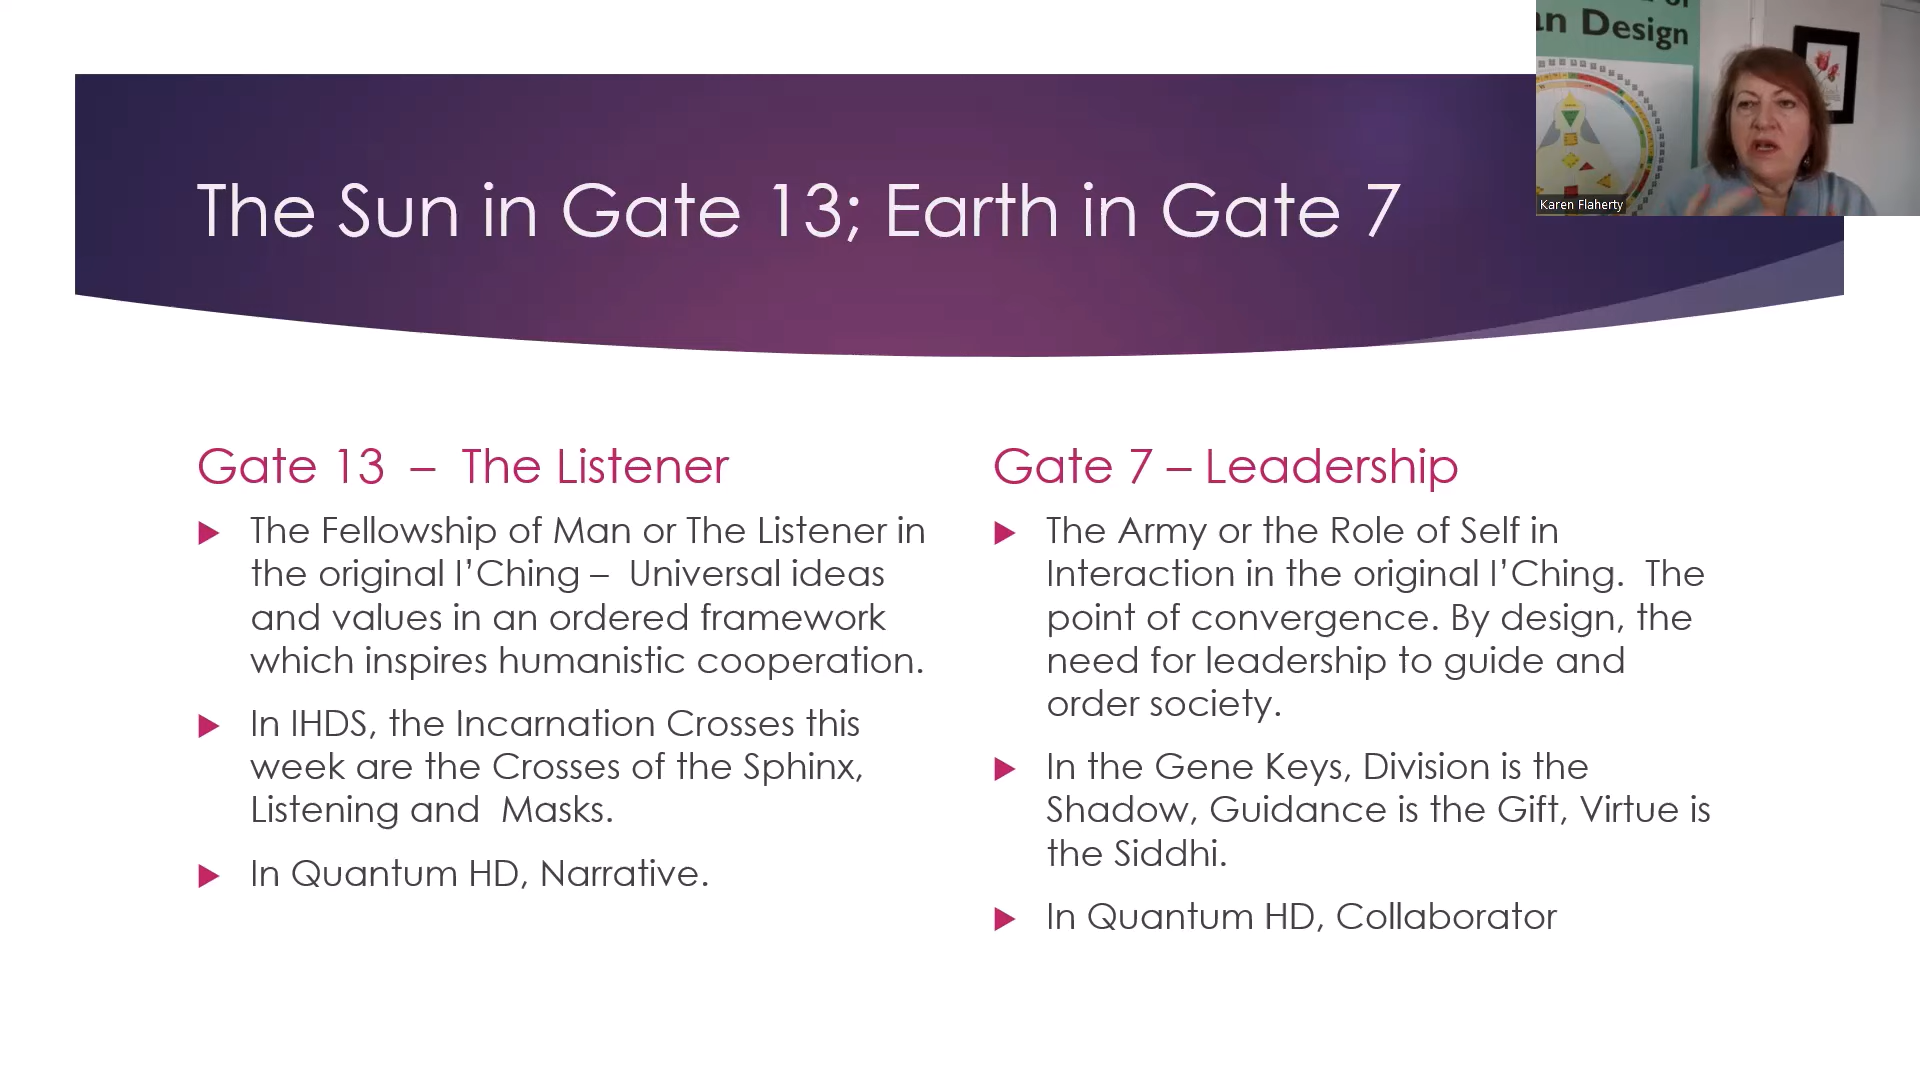 n Design
Karen Flaherty
The Sun in Gate 13; Earth in Gate 7
Gate 13 – The Listener
The Fellowship of Man or The Listener in
the original I’Ching – Universal ideas
and values in an ordered framework
which inspires humanistic cooperation.
In IHDS, the Incarnation Crosses this
week are the Crosses of the Sphinx,
Listening and Masks.
In Quantum HD, Narrative.
Gate 7 – Leadership
The Army or the Role of Self in
Interaction in the original I’Ching. The
point of convergence. By design, the
need for leadership to guide and
order society.
In the Gene Keys, Division is the
Shadow, Guidance is the Gift, Virtue is
the Siddhi.
In Quantum HD, Collaborator